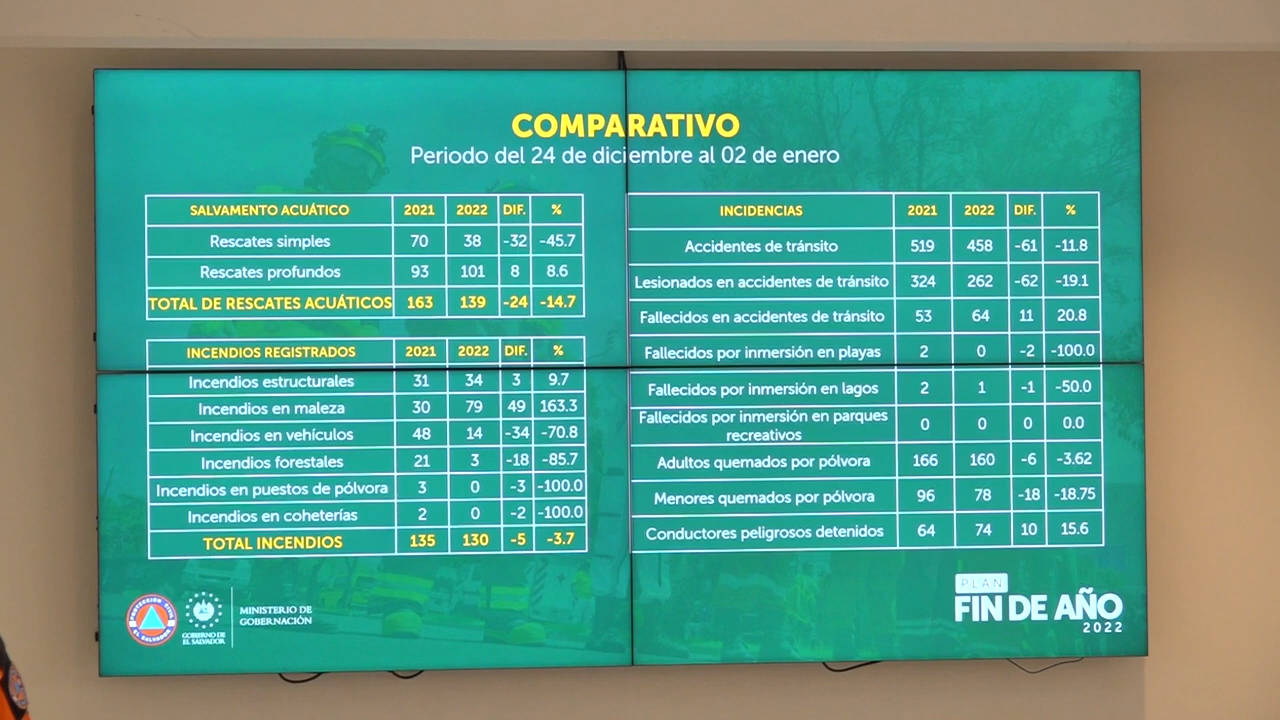 COMPARATIVO
Periodo del 24 de diciembre al 02 de enero
SALVAMENTO ACUÁTICO 2021 2022 DIF. %
Rescates simples 70 38 -32 -45.7
Rescates profundos 93 101 8 8.6
TOTAL DE RESCATES ACUÁTICOS 163 139 -24 -14.7
INCENDIOS REGISTRADOS 2021 2022 DIF. %
Incendios estructurales 31 34 3 9.7
Incendios en maleza 30 79 49 163.3
Incendios en vehículos 48 14 -34 -70.8
Incendios forestales 21 3 -18 -85.7
Incendios en puestos de pólvora 3 0 -3 -100.0
Incendios en coheterías 2 0 -2 -100.0
TOTAL INCENDIOS 135 130 -5 -3.7
INCIDENCIAS 2021 2022 DIF. %
Accidentes de tránsito 519 458 -61 -11.8
Lesionados en accidentes de tránsito 324 262 -62 -19.1
Fallecidos en accidentes de tránsito 53 64 11 20.8
Fallecidos por inmersión en playas 2 0 -2 -100.0
Fallecidos por inmersión en lagos 2 1 -1 -50.0
Fallecidos por inmersión en parques
recreativos 0 0 0 0.0
Adultos quemados por pólvora 166 160 -6 -3.62
Menores quemados por pólvora 96 78 -18 -18.75
Conductores peligrosos detenidos 64 74 10 15.6
PROTECCIÓN CIVIL
EL SALVADOR
GOBIERNO DE
EL SALVADOR
MINISTERIO DE
GOBERNACIÓN
PLAN
FIN DE AÑO
2022